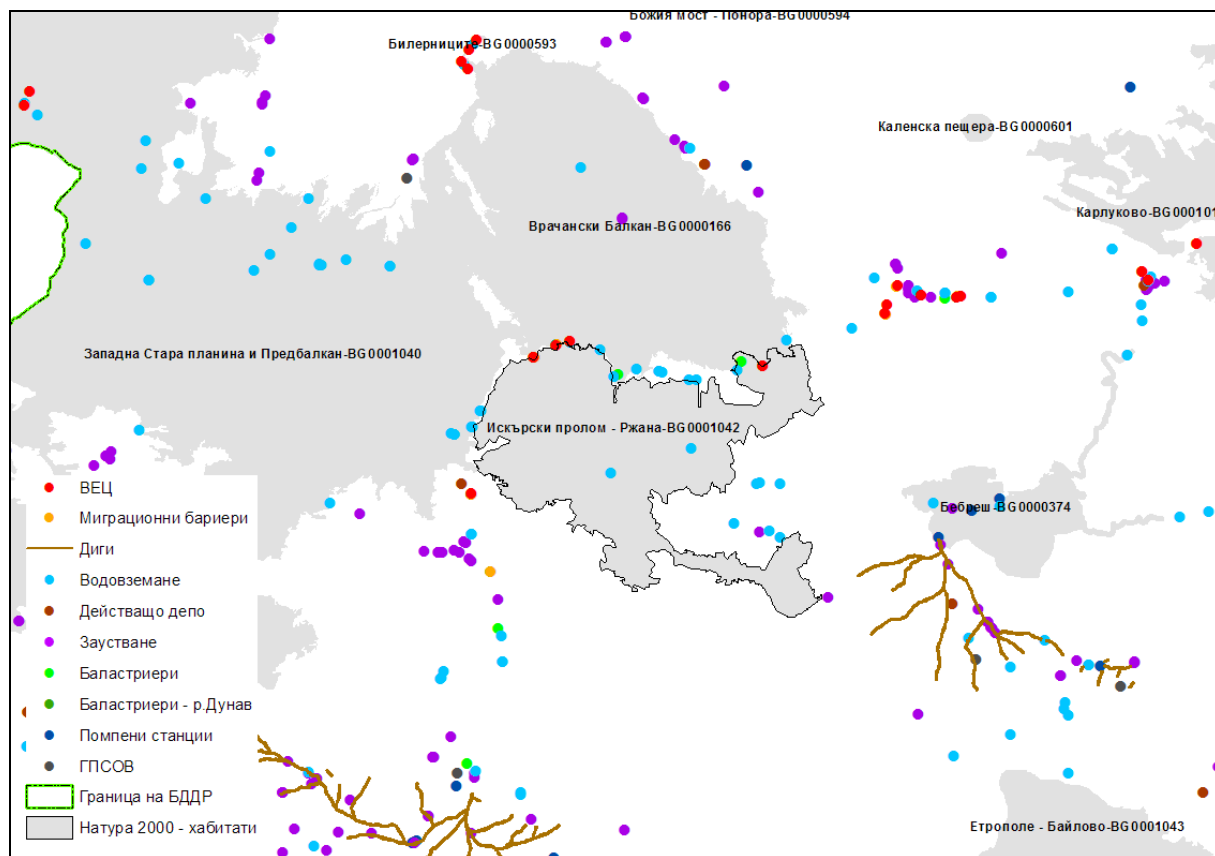 Божия мост - Понора-BG0000594
Билерниците-BG0000593
Каленска пещера-BG0000601
Карлуково-BG000101
Врачански Балкан-BG0000166
Западна Стара планина и Предбалкан-BG0001040
Искърски пролом - Ржана-BG0001042
Бебреш-BG0000374
Етрополе - Байлово-BG0001043
ВЕЦ
Миграционни бариери
Диги
Водовземане
Действащо депо
Заустване
Баластриери
Баластриери - р.Дунав
Помпени станции
ГПСОВ
Граница на БДДР
Натура 2000 - хабитати